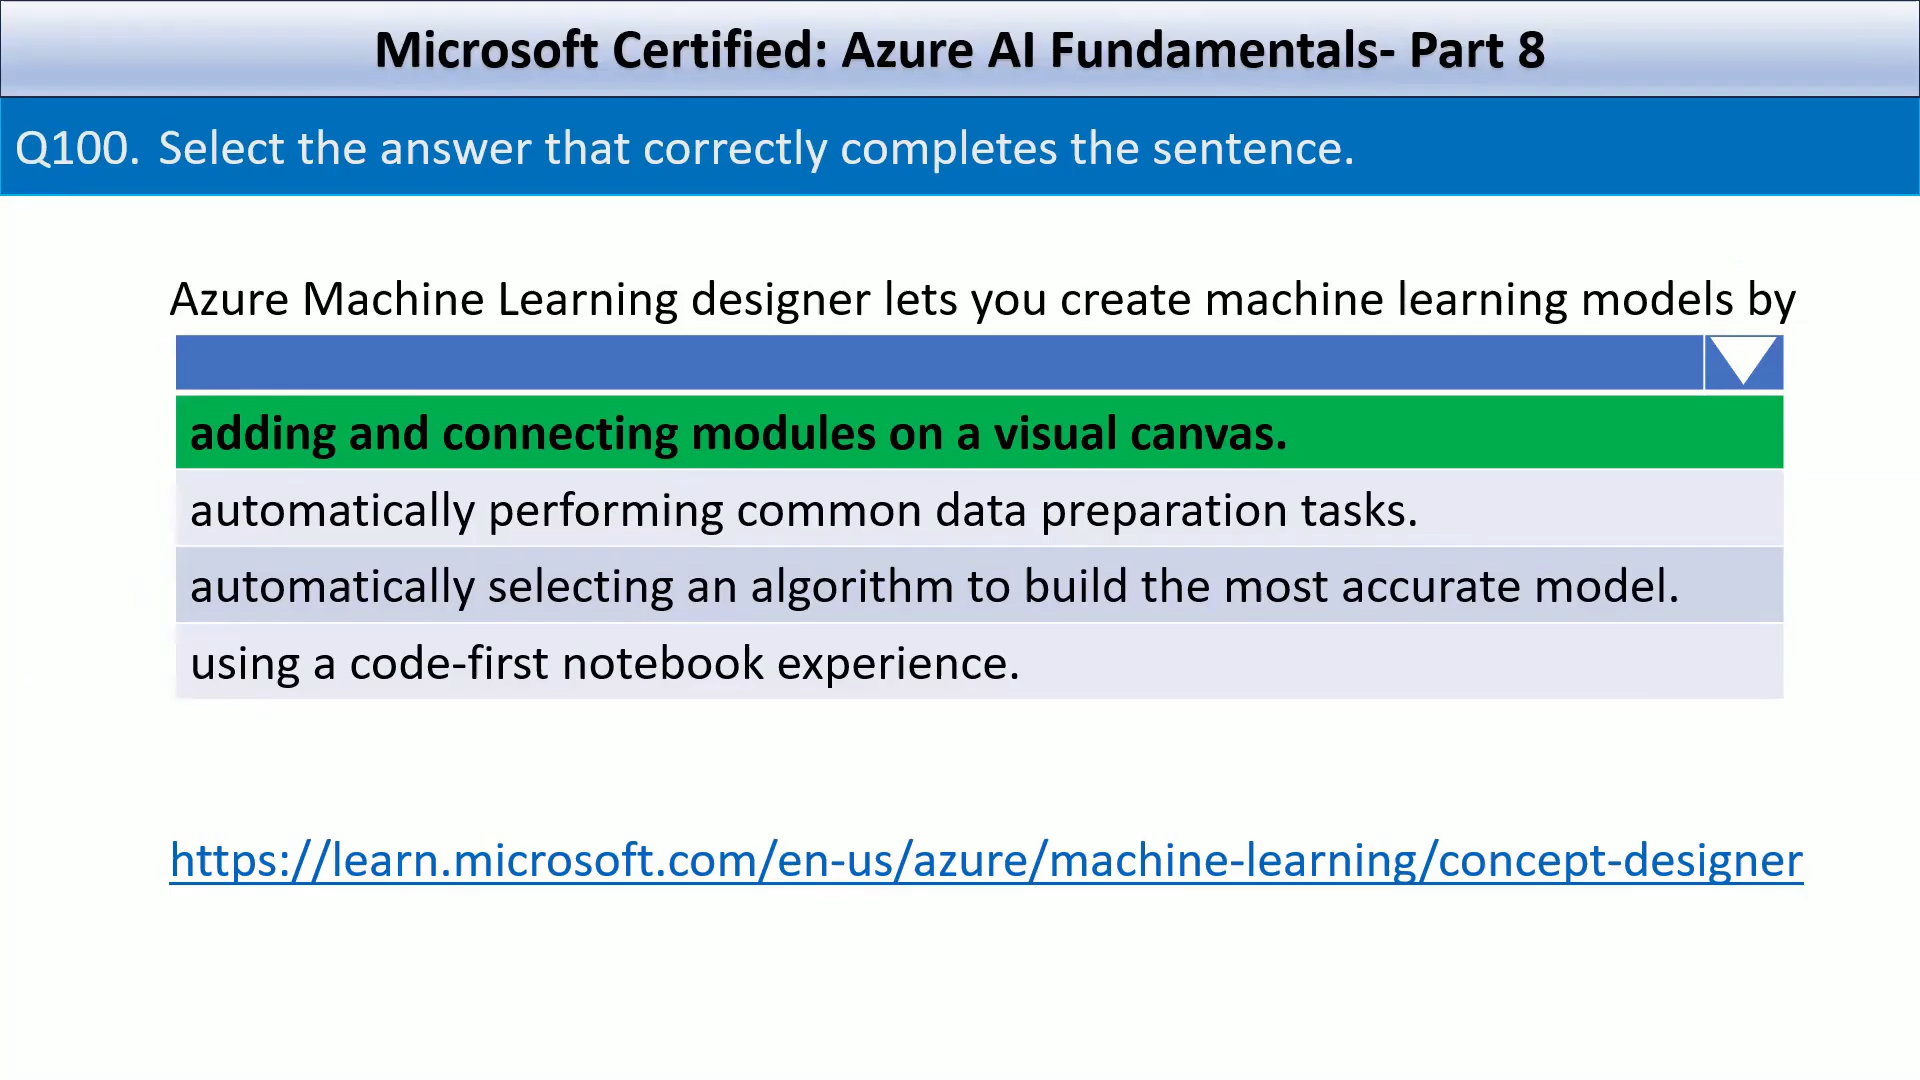 Microsoft Certified: Azure AI Fundamentals- Part 8
Q100. Select the answer that correctly completes the sentence.
Azure Machine Learning designer lets you create machine learning models by
adding and connecting modules on a visual canvas.
automatically performing common data preparation tasks.
automatically selecting an algorithm to build the most accurate model.
using a code-first notebook experience.
https://learn.microsoft.com/en-us/azure/machine-learning/concept-designer